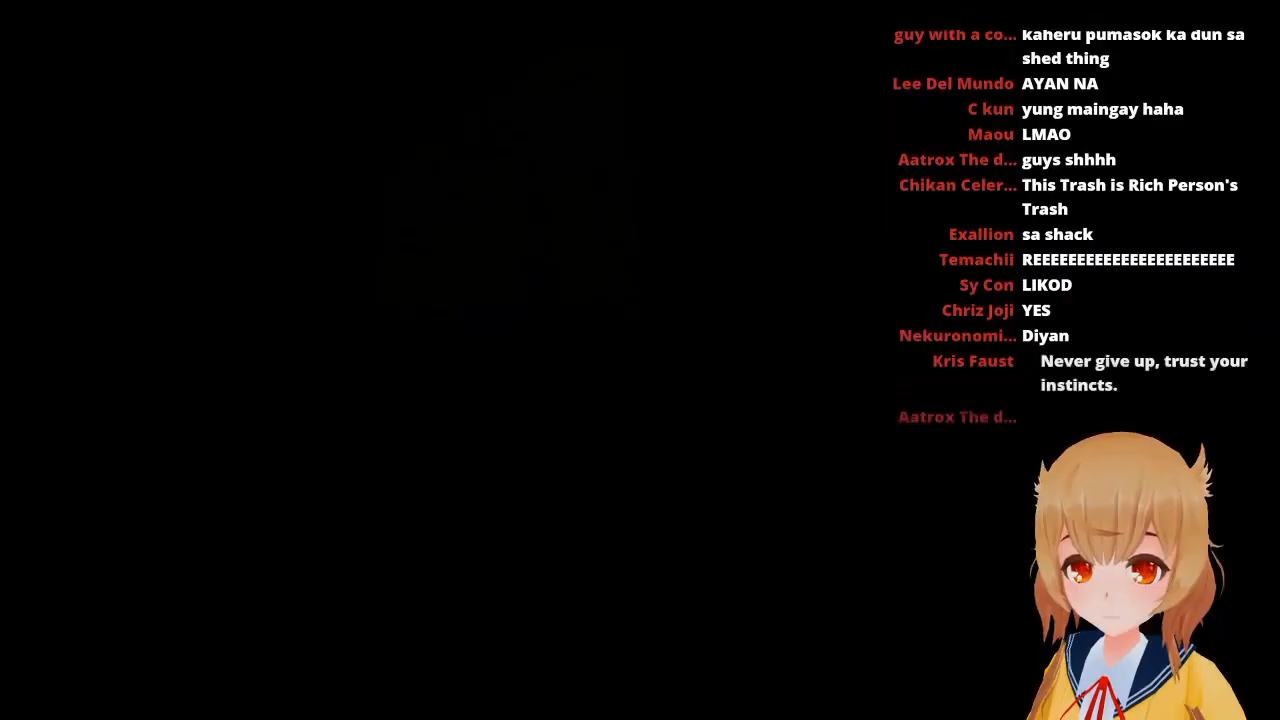 guy with a co... kaheru pumasok ka dun sa
shed thing
Lee Del Mundo AYAN NA
C kun yung maingay haha
Maou LMAO
Aatrox The d... guys shhhh
Chikan Celer... This Trash is Rich Person's
Trash
Exallion sa shack
Temachii REEEEEEEEEEEEEEEEEEEEEEE
Sy Con LIKOD
Chriz Joji YES
Nekuronomi... Diyan
Kris Faust Never give up, trust your
instincts.
Aatrox The d...